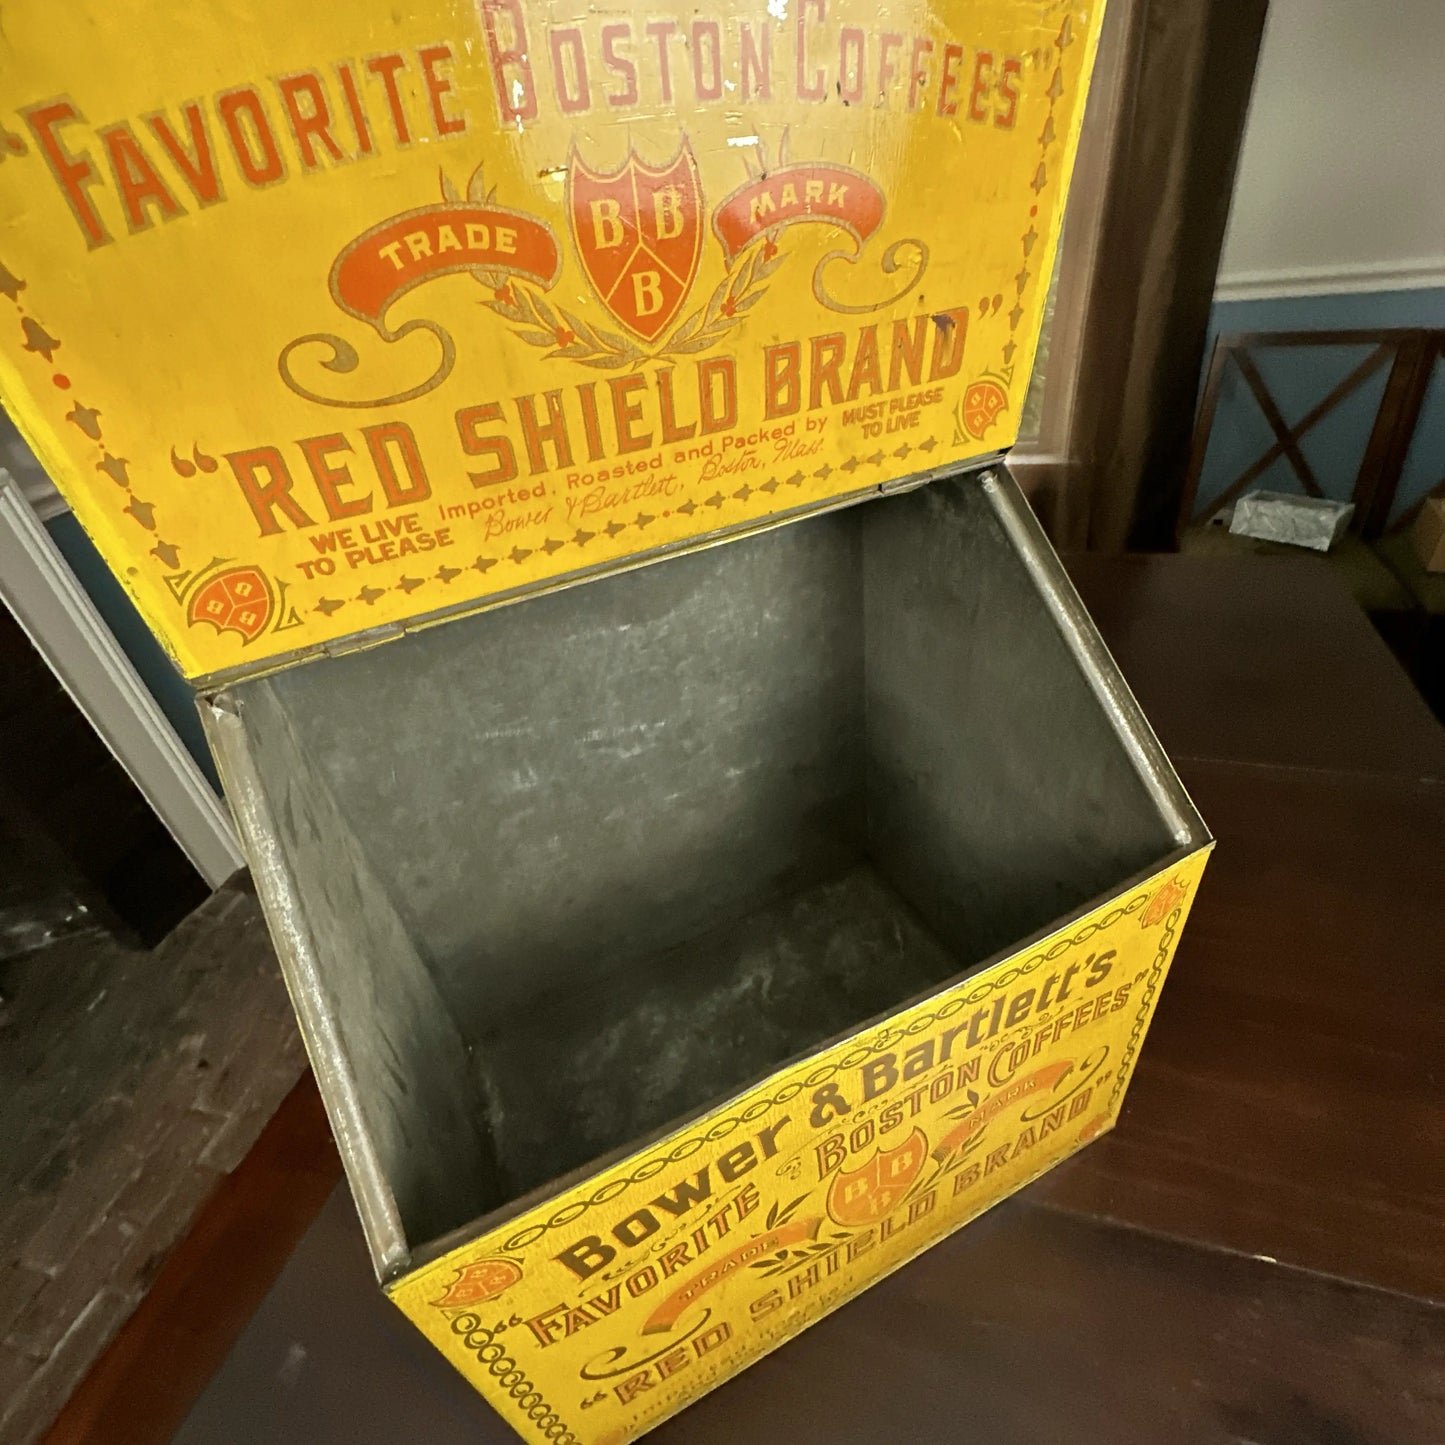 "FAVORITE BOSTON COFFEES"
TRADE MARK
B B
B
"RED SHIELD BRAND"
WE LIVE
TO PLEASE
Imported, Roasted and Packed by
Bower & Bartlett, Boston, Mass.
MUST PLEASE
TO LIVE
B B
B
B B
B
Bower & Bartlett's
"FAVORITE BOSTON COFFEES"
TRADE MARK
B B
B
"RED SHIELD BRAND"